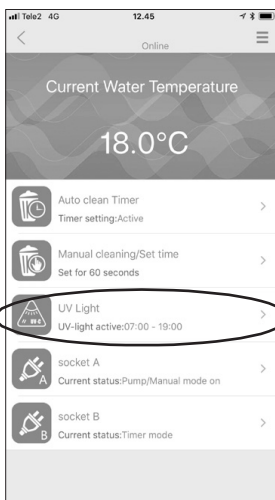 Tele2 4G 12.45
Online
Current Water Temperature
18.0°C
Auto clean Timer
Timer setting:Active
Manual cleaning/Set time
Set for 60 seconds
UV Light
UV-light active:07:00 - 19:00
socket A
Current status:Pump/Manual mode on
A
socket B
Current status:Timer mode
B